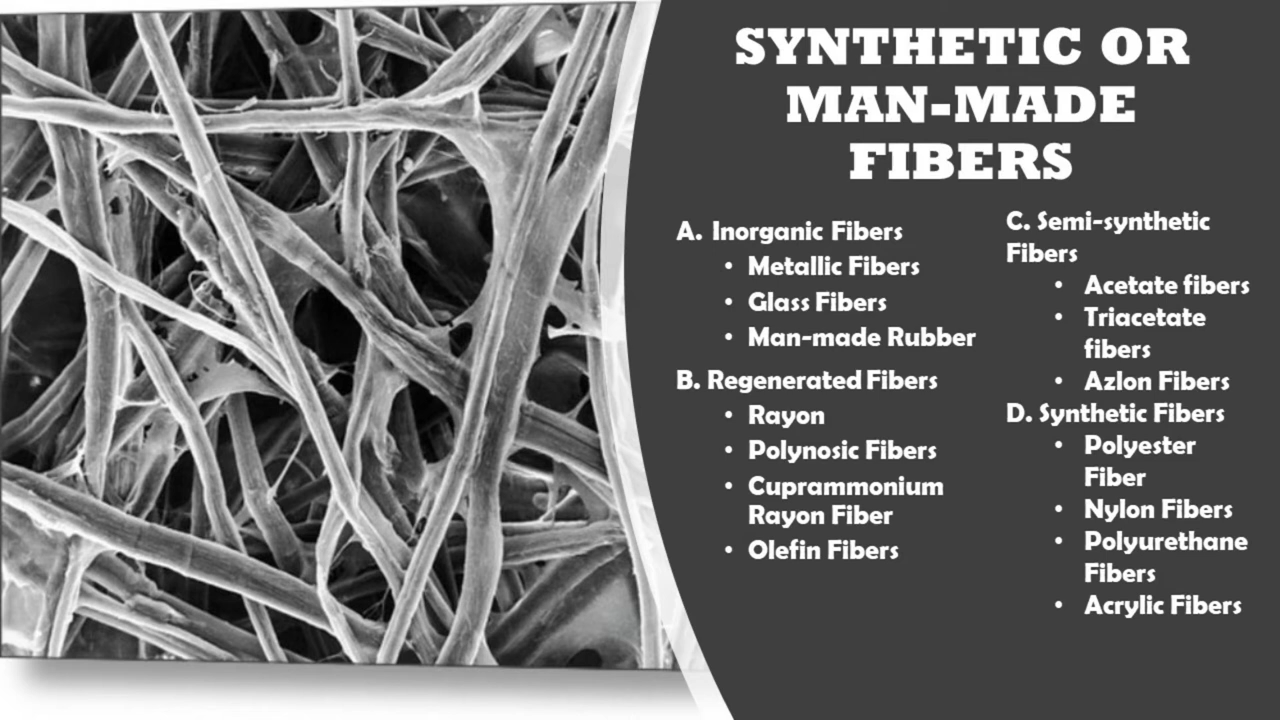 SYNTHETIC OR
MAN-MADE
FIBERS
A. Inorganic Fibers
• Metallic Fibers
• Glass Fibers
• Man-made Rubber
B. Regenerated Fibers
• Rayon
• Polynosic Fibers
• Cuprammonium
Rayon Fiber
• Olefin Fibers
C. Semi-synthetic
Fibers
• Acetate fibers
• Triacetate
fibers
• Azlon Fibers
D. Synthetic Fibers
• Polyester
Fiber
• Nylon Fibers
• Polyurethane
Fibers
• Acrylic Fibers